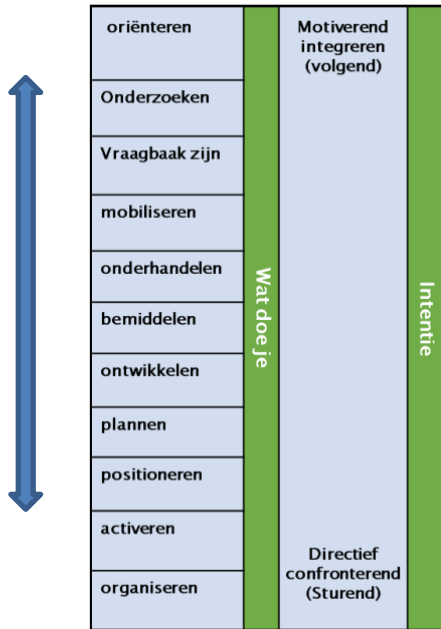 oriënteren
Onderzoeken
Vraagbaak zijn
mobiliseren
onderhandelen
bemiddelen
ontwikkelen
plannen
positioneren
activeren
organiseren
Wat doe je
Motiverend
integreren
(volgend)
Directief
confronterend
(Sturend)
Intentie